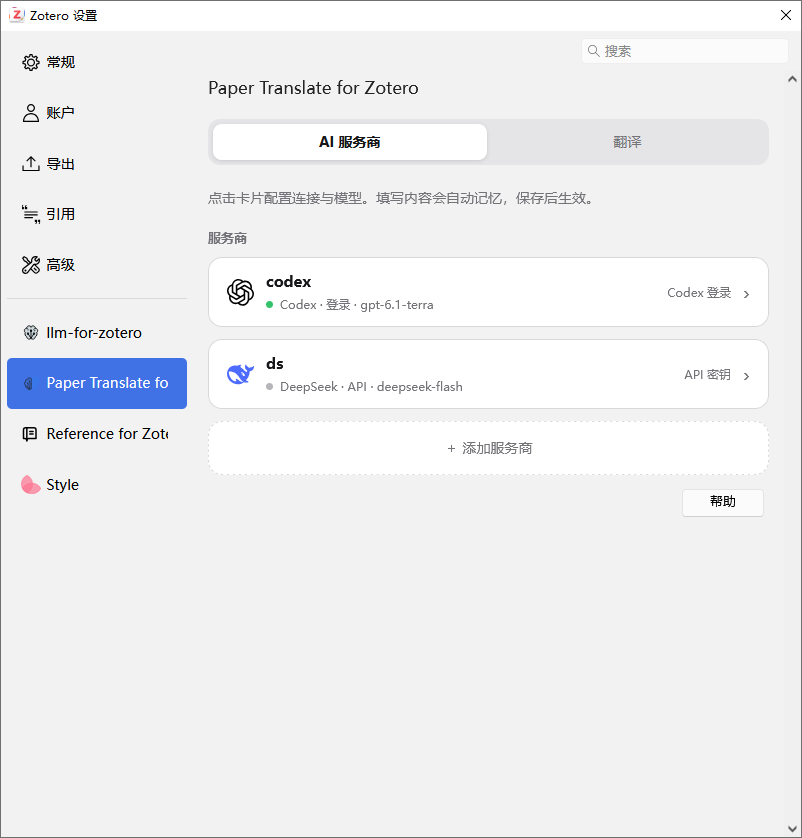 Zotero 设置
搜索
常规
账户
导出
引用
高级
llm-for-zotero
Paper Translate fo
Reference for Zote
Style
Paper Translate for Zotero
AI 服务商
翻译
点击卡片配置连接与模型。填写内容会自动记忆，保存后生效。
服务商
codex
Codex · 登录 · gpt-6.1-terra
Codex 登录
ds
DeepSeek · API · deepseek-flash
API 密钥
+ 添加服务商
帮助